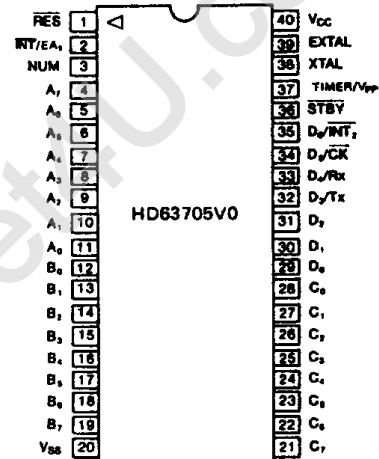 RES 1 40 VCC
INT/EA₁ 2 39 EXTAL
NUM 3 38 XTAL
A₇ 4 37 TIMER/VPP
A₆ 5 36 STBY
A₅ 6 35 D₆/INT₂
A₄ 7 34 D₅/CK
A₃ 8 33 D₄/Rx
A₂ 9 32 D₃/Tx
HD63705V0
A₁ 10 31 D₂
A₀ 11 30 D₁
B₀ 12 29 D₀
B₁ 13 28 C₀
B₂ 14 27 C₁
B₃ 15 26 C₂
B₄ 16 25 C₃
B₅ 17 24 C₄
B₆ 18 23 C₅
B₇ 19 22 C₆
VSS 20 21 C₇